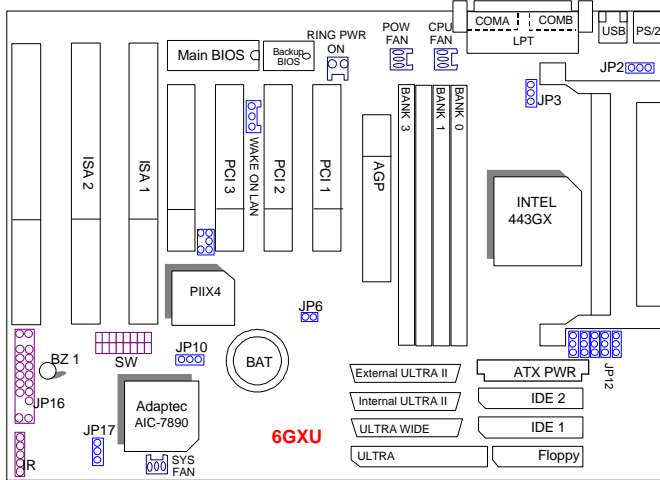 COMA
COMB
LPT
USB
PS/2
POW
FAN
CPU
FAN
RING PWR
ON
Main BIOS
Backup
BIOS
JP2
JP3
ISA 2
ISA 1
PCI 3
WAKE ON LAN
PCI 2
PCI 1
AGP
BANK 3
BANK 1
BANK 0
INTEL
443GX
PIIX4
JP6
BZ 1
SW
JP10
BAT
JP12
External ULTRA II
ATX PWR
JP16
Internal ULTRA II
IDE 2
Adaptec
AIC-7890
JP17
6GXU
ULTRA WIDE
IDE 1
IR
SYS
FAN
ULTRA
Floppy